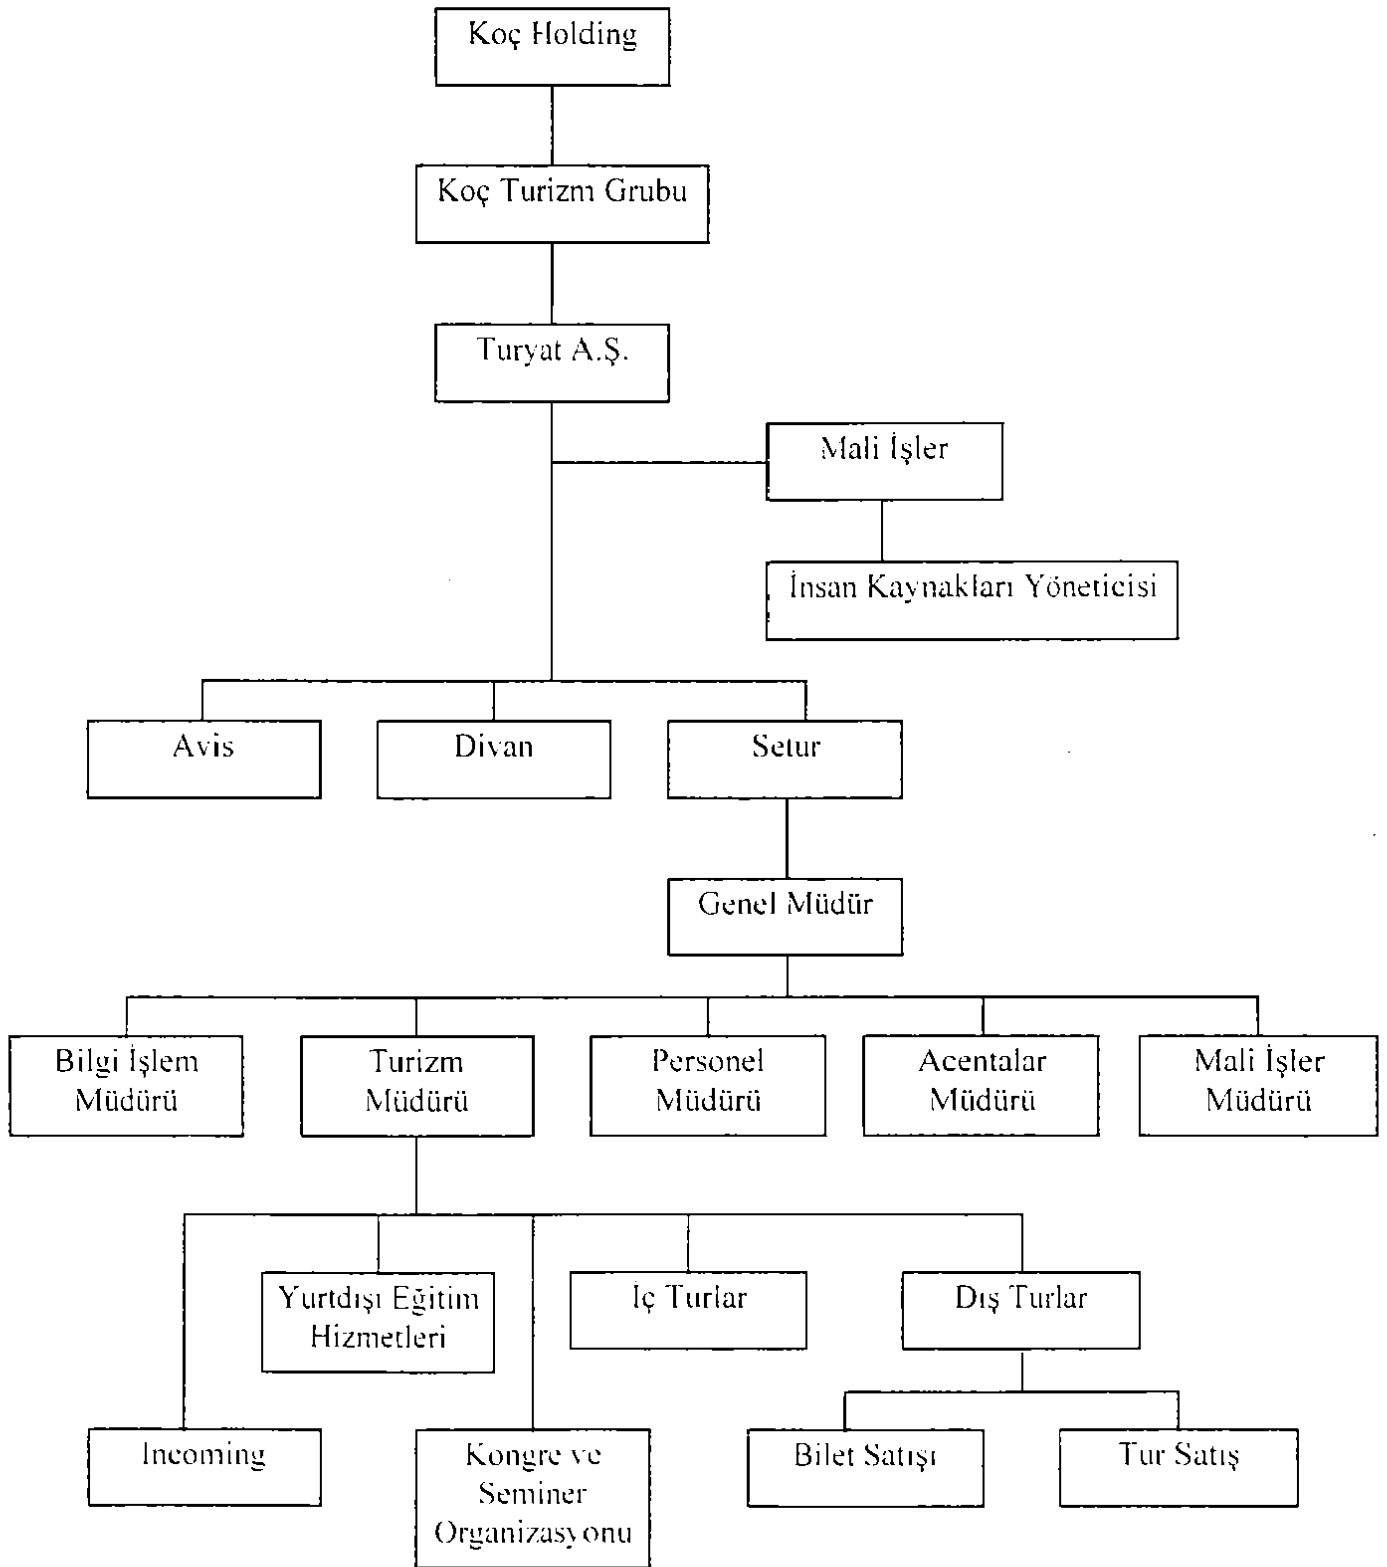 Koç Holding
Koç Turizm Grubu
Turyat A.Ş.
Mali İşler
İnsan Kaynakları Yöneticisi
Avis
Divan
Setur
Genel Müdür
Bilgi İşlem
Müdürü
Turizm
Müdürü
Personel
Müdürü
Acentalar
Müdürü
Mali İşler
Müdürü
Yurtdışı Eğitim
Hizmetleri
İç Turlar
Dış Turlar
Incoming
Kongre ve
Seminer
Organizasyonu
Bilet Satışı
Tur Satış